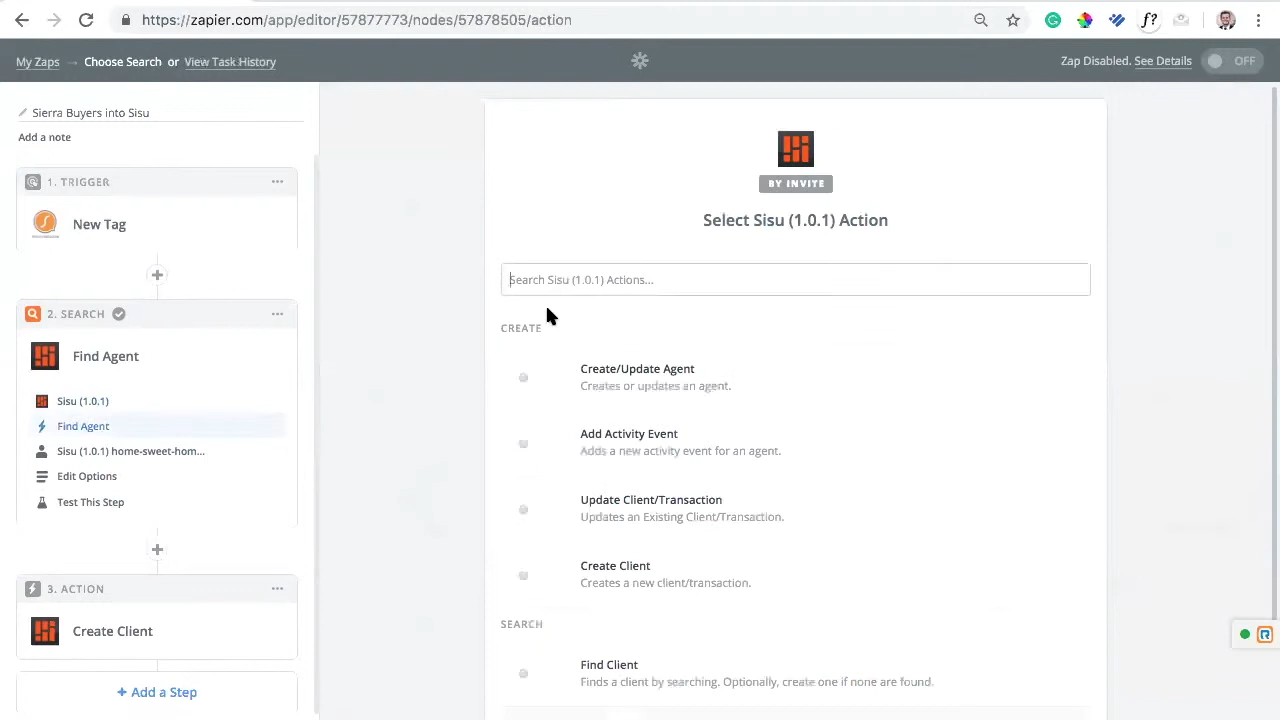 https://zapier.com/app/editor/57877773/nodes/57878505/action
f?
My Zaps → Choose Search or View Task History
Zap Disabled. See Details
OFF
Sierra Buyers into Sisu
Add a note
1. TRIGGER
New Tag
2. SEARCH
Find Agent
Sisu (1.0.1)
Find Agent
Sisu (1.0.1) home-sweet-hom...
Edit Options
Test This Step
3. ACTION
Create Client
+ Add a Step
BY INVITE
Select Sisu (1.0.1) Action
Search Sisu (1.0.1) Actions...
CREATE
Create/Update Agent
Creates or updates an agent.
Add Activity Event
Adds a new activity event for an agent.
Update Client/Transaction
Updates an Existing Client/Transaction.
Create Client
Creates a new client/transaction.
SEARCH
Find Client
Finds a client by searching. Optionally, create one if none are found.